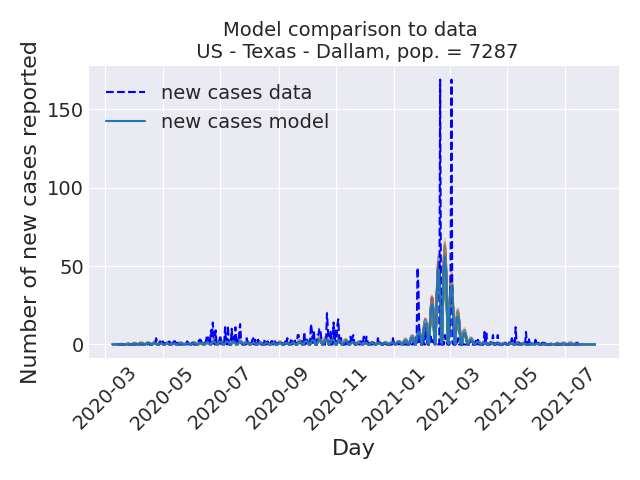 Model comparison to data
US - Texas - Dallam, pop. = 7287
Number of new cases reported
150
100
50
0
new cases data
new cases model
2020-03
2020-05
2020-07
2020-09
2020-11
2021-01
2021-03
2021-05
2021-07
Day